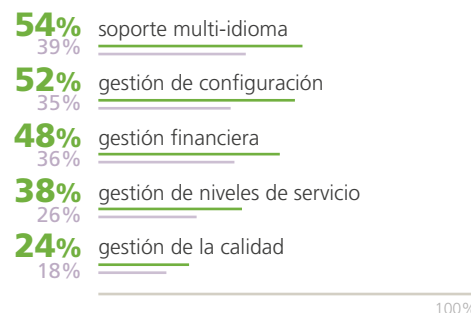 54% soporte multi-idioma
39%
52% gestión de configuración
35%
48% gestión financiera
36%
38% gestión de niveles de servicio
26%
24% gestión de la calidad
18%
100%